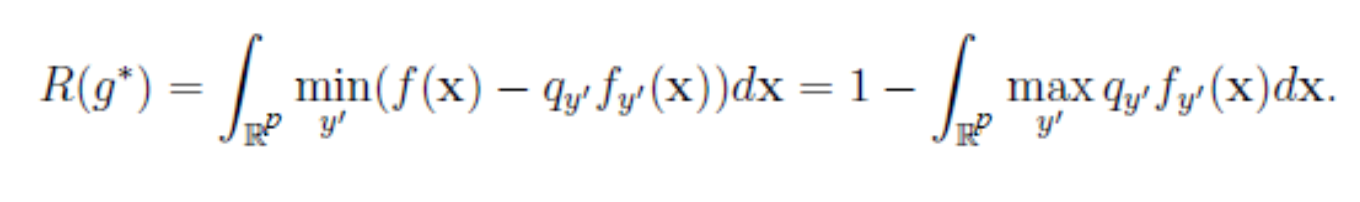 R(g*) = ∫_{ℝ^p} min_{y'}(f(x) − q_{y'} f_{y'}(x))dx = 1 − ∫_{ℝ^p} max_{y'} q_{y'} f_{y'}(x)dx.